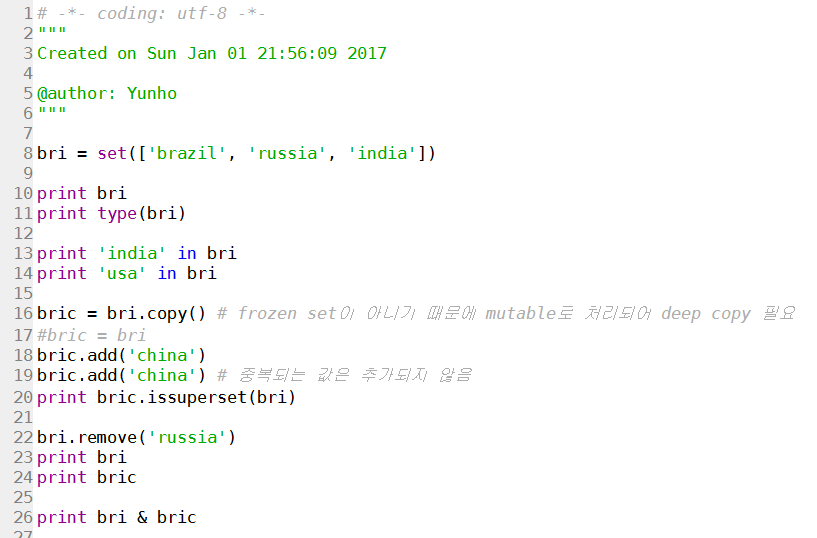 1 # -*- coding: utf-8 -*-
2 """
3 Created on Sun Jan 01 21:56:09 2017
4
5 @author: Yunho
6 """
7
8 bri = set(['brazil', 'russia', 'india'])
9
10 print bri
11 print type(bri)
12
13 print 'india' in bri
14 print 'usa' in bri
15
16 bric = bri.copy() # frozen set이 아니기 때문에 mutable로 처리되어 deep copy 필요
17 #bric = bri
18 bric.add('china')
19 bric.add('china') # 중복되는 값은 추가되지 않음
20 print bric.issuperset(bri)
21
22 bri.remove('russia')
23 print bri
24 print bric
25
26 print bri & bric
27